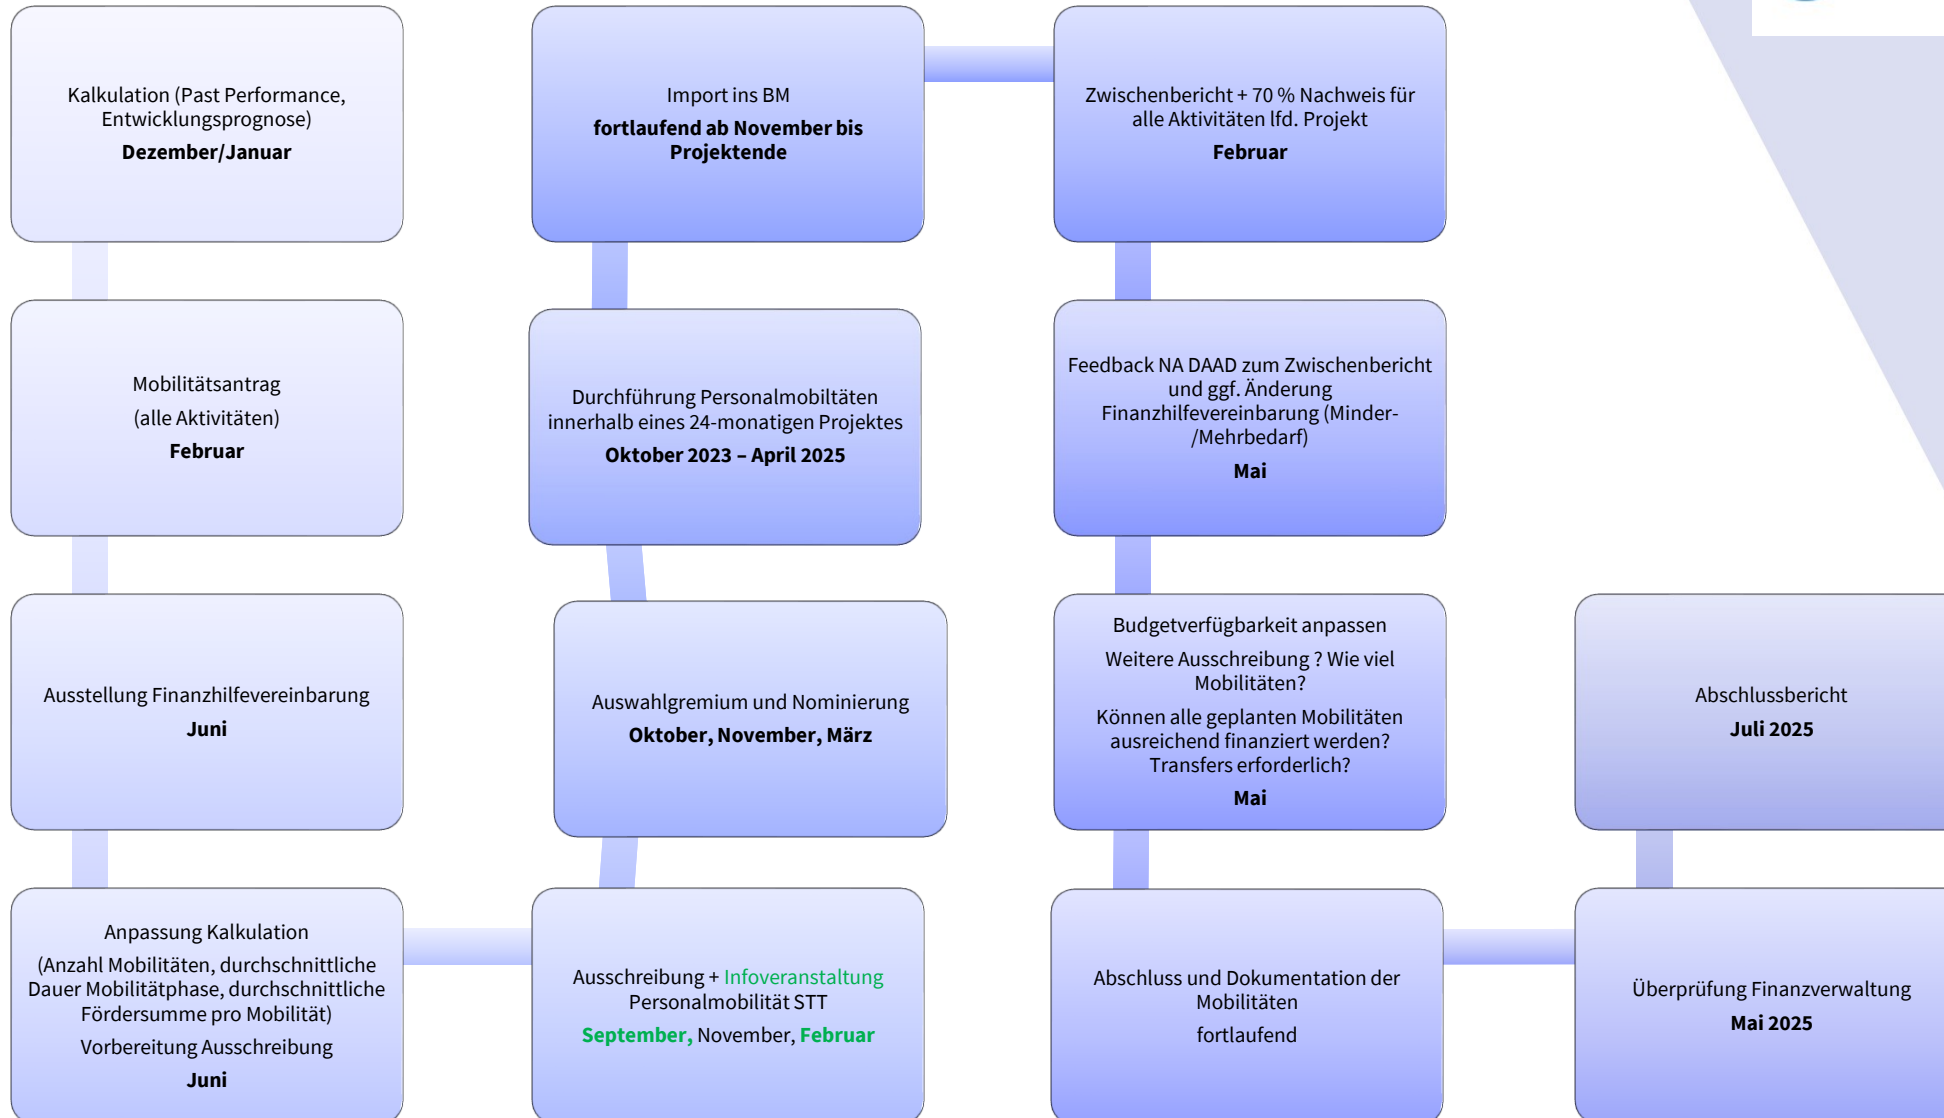 Kalkulation (Past Performance,
Entwicklungsprognose)
Dezember/Januar
Mobilitätsantrag
(alle Aktivitäten)
Februar
Ausstellung Finanzhilfevereinbarung
Juni
Anpassung Kalkulation
(Anzahl Mobilitäten, durchschnittliche
Dauer Mobilitätphase, durchschnittliche
Fördersumme pro Mobilität)
Vorbereitung Ausschreibung
Juni
Ausschreibung + Infoveranstaltung
Personalmobilität STT
September, November, Februar
Auswahlgremium und Nominierung
Oktober, November, März
Durchführung Personalmobiltäten
innerhalb eines 24-monatigen Projektes
Oktober 2023 – April 2025
Import ins BM
fortlaufend ab November bis
Projektende
Zwischenbericht + 70 % Nachweis für
alle Aktivitäten lfd. Projekt
Februar
Feedback NA DAAD zum Zwischenbericht
und ggf. Änderung
Finanzhilfevereinbarung (Minder-
/Mehrbedarf)
Mai
Budgetverfügbarkeit anpassen
Weitere Ausschreibung ? Wie viel
Mobilitäten?
Können alle geplanten Mobilitäten
ausreichend finanziert werden?
Transfers erforderlich?
Mai
Abschluss und Dokumentation der
Mobilitäten
fortlaufend
Überprüfung Finanzverwaltung
Mai 2025
Abschlussbericht
Juli 2025